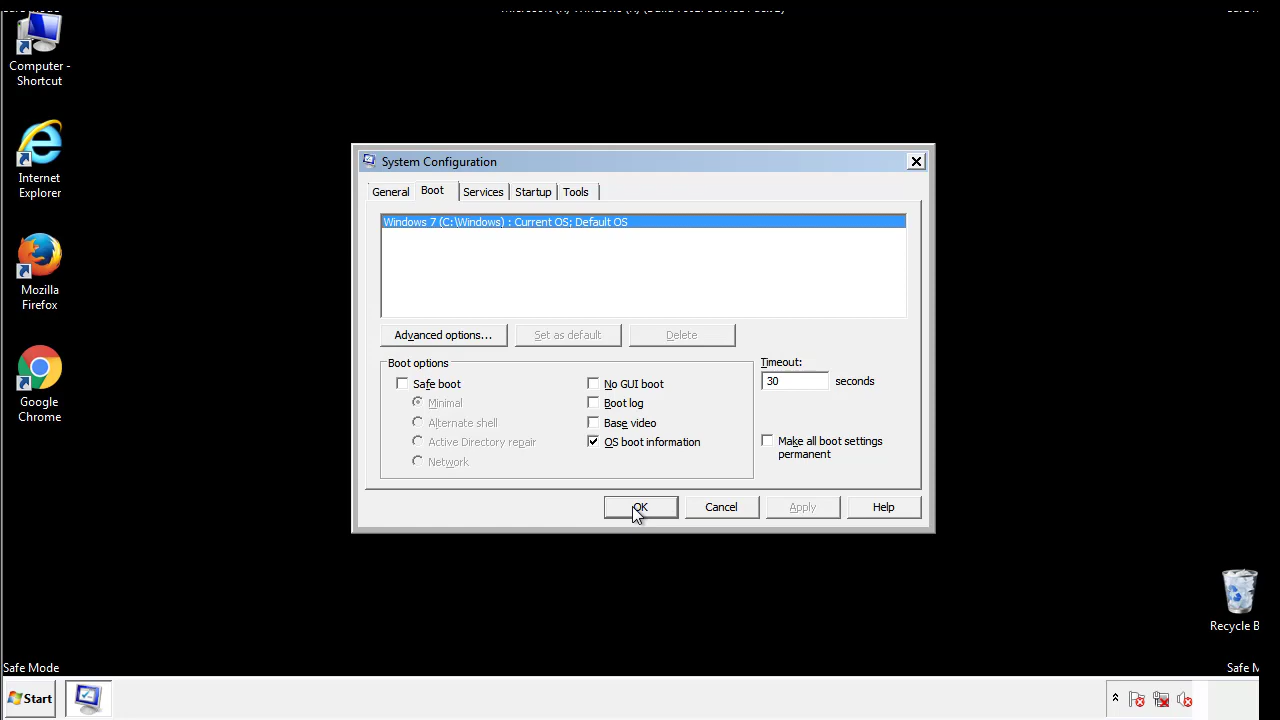 Computer -
Shortcut
Internet
Explorer
Mozilla
Firefox
Google
Chrome
System Configuration
General Boot Services Startup Tools
Windows 7 (C:\Windows) : Current OS; Default OS
Advanced options... Set as default Delete
Boot options
Safe boot
Minimal
Alternate shell
Active Directory repair
Network
No GUI boot
Boot log
Base video
OS boot information
Timeout:
30 seconds
Make all boot settings
permanent
OK Cancel Apply Help
Recycle B
Safe Mode
Safe M
Start